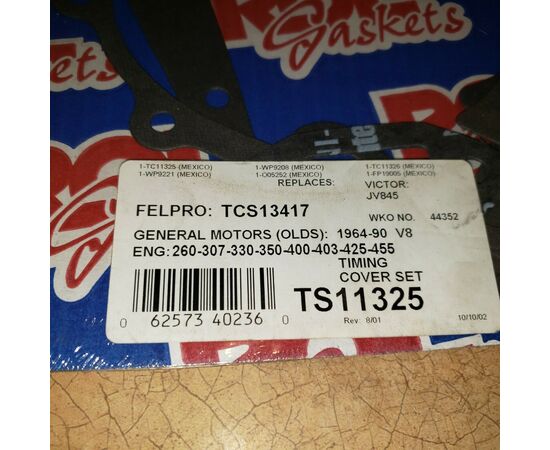 Gaskets
Gaskets
1-TC11325 (MEXICO) 1-WP9208 (MEXICO) 1-TC11326 (MEXICO)
1-WP9221 (MEXICO) 1-O05252 (MEXICO) 1-FP19005 (MEXICO)
REPLACES: VICTOR:
JV845
FELPRO: TCS13417 WKO NO. 44352
GENERAL MOTORS (OLDS): 1964-90 V8
ENG: 260-307-330-350-400-403-425-455
TIMING
COVER SET
TS11325
0 62573 40236 0
Rev: 8/01 10/10/02